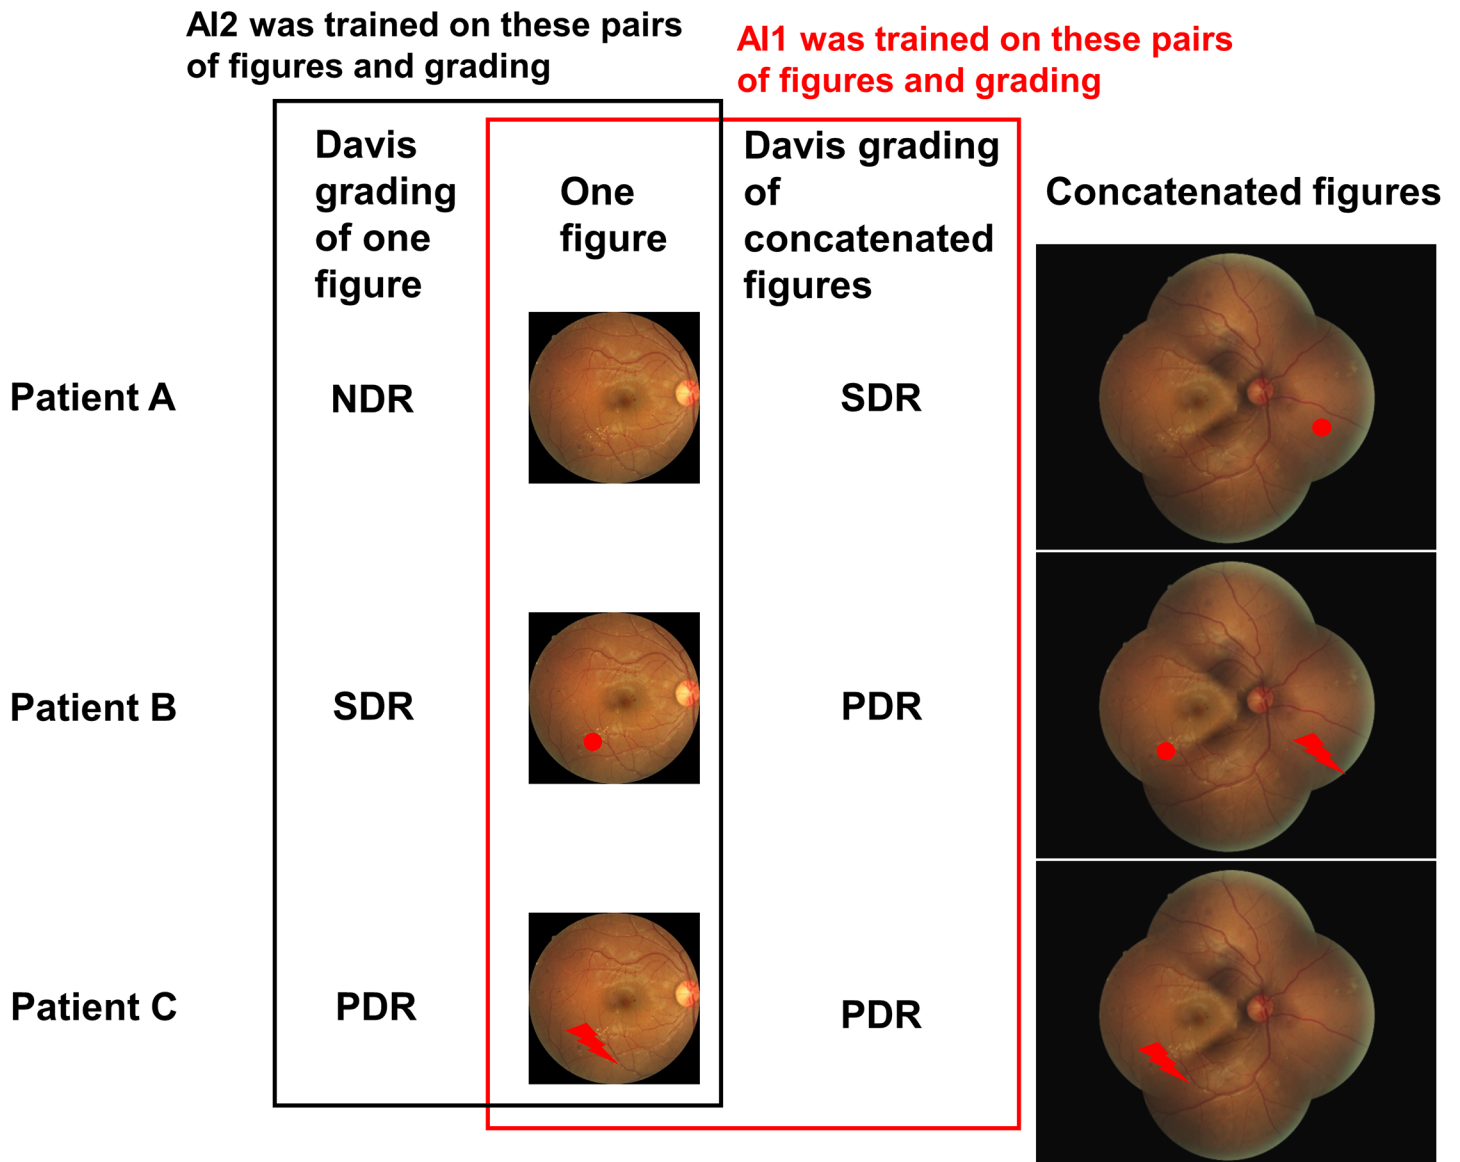 AI2 was trained on these pairs
of figures and grading
AI1 was trained on these pairs
of figures and grading
Davis
grading
of one
figure
One
figure
Davis grading
of
concatenated
figures
Concatenated figures
Patient A
NDR
SDR
Patient B
SDR
PDR
Patient C
PDR
PDR